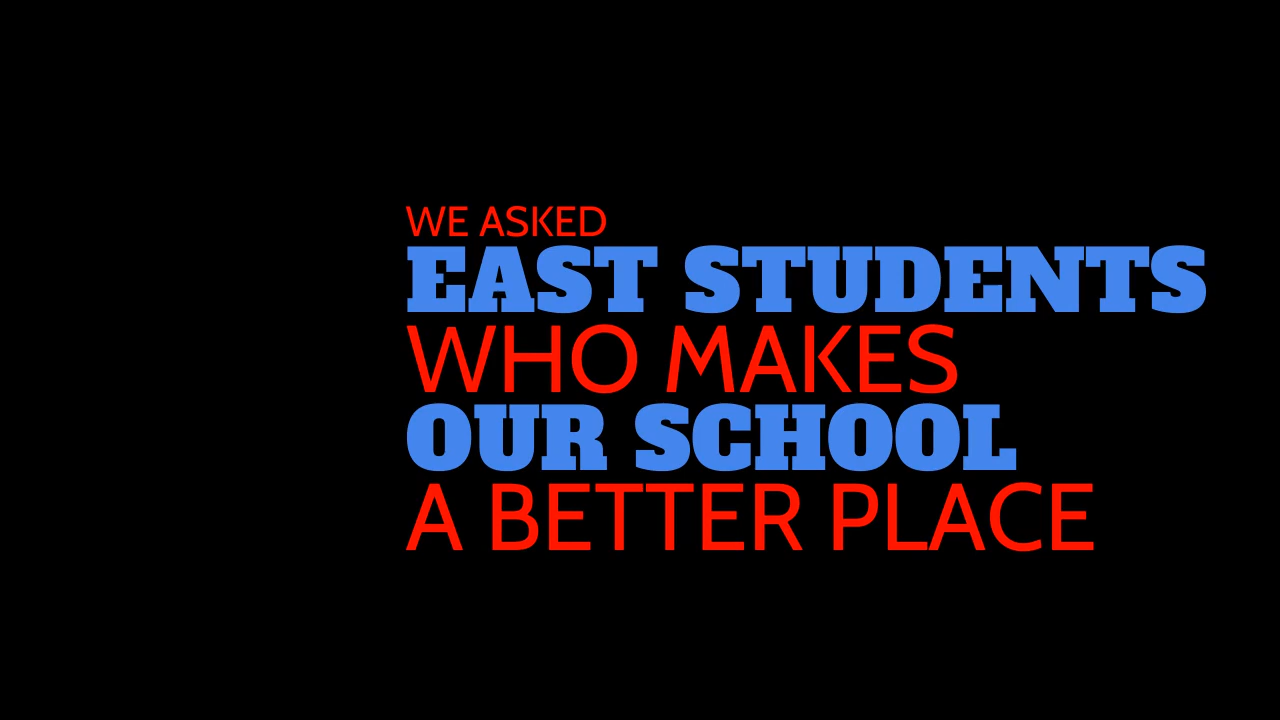 WE ASKED
EAST STUDENTS
WHO MAKES
OUR SCHOOL
A BETTER PLACE